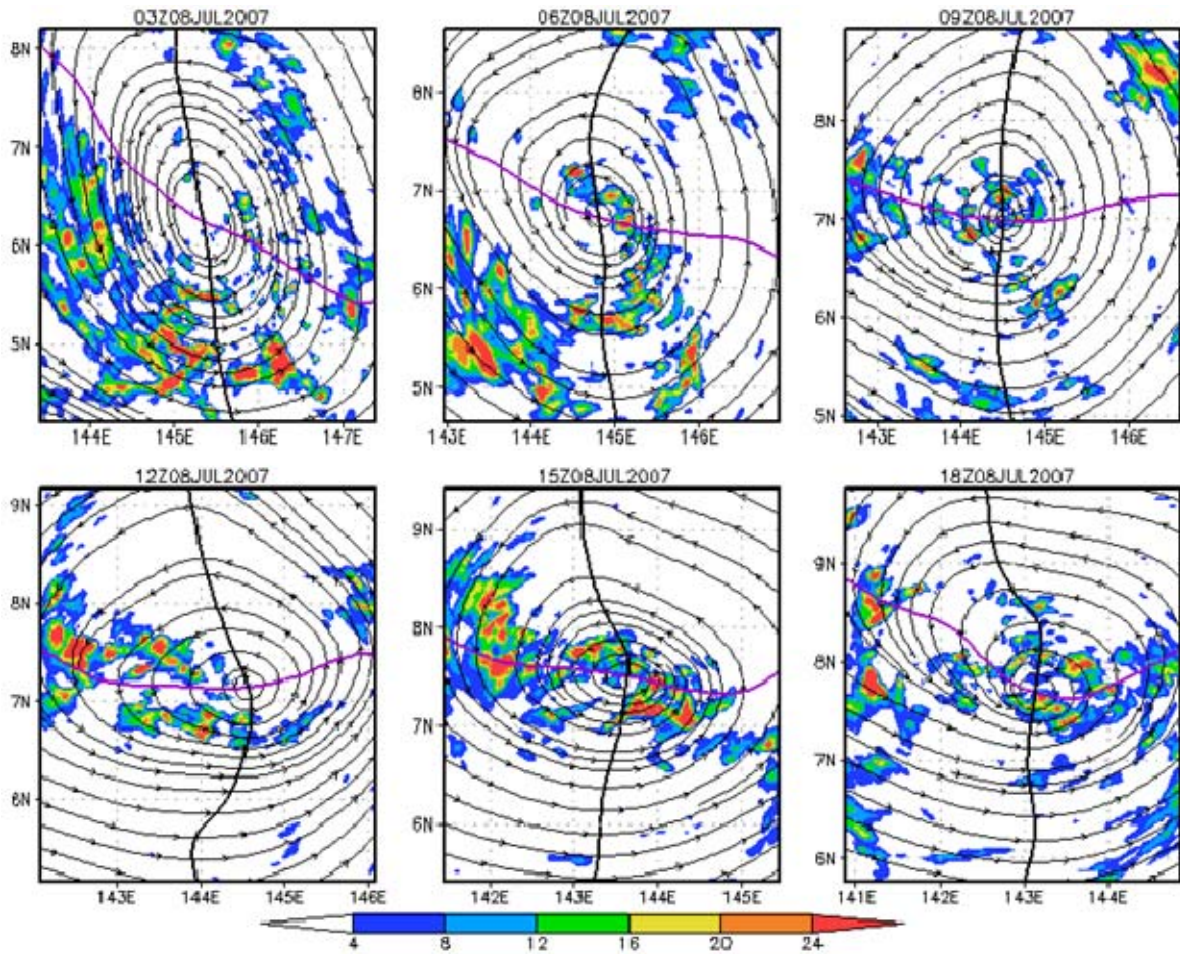 03Z08JUL2007 06Z08JUL2007 09Z08JUL2007
8N
7N
6N
5N
144E 145E 146E 147E
8N
7N
6N
5N
143E 144E 145E 146E
8N
7N
6N
5N
143E 144E 145E 146E
12Z08JUL2007 15Z08JUL2007 18Z08JUL2007
9N
8N
7N
6N
143E 144E 145E 146E
9N
8N
7N
6N
142E 143E 144E 145E
9N
8N
7N
6N
141E 142E 143E 144E
4 8 12 16 20 24